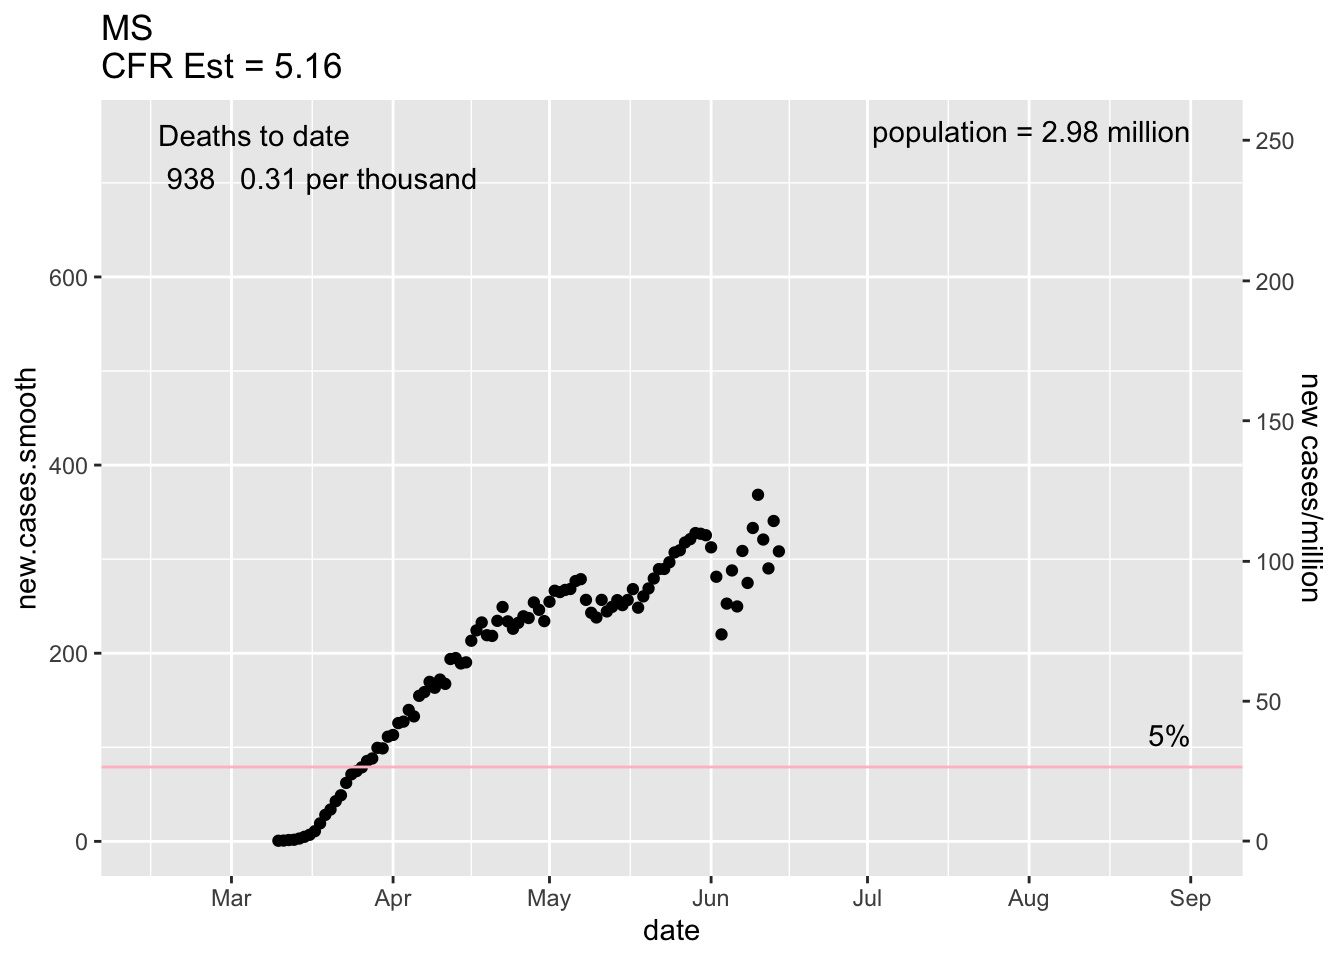 MS
CFR Est = 5.16
Deaths to date
938 0.31 per thousand
population = 2.98 million
250
600
200
new.cases.smooth
400
150
new cases/million
100
200
50
5%
0
0
Mar Apr May Jun Jul Aug Sep
date